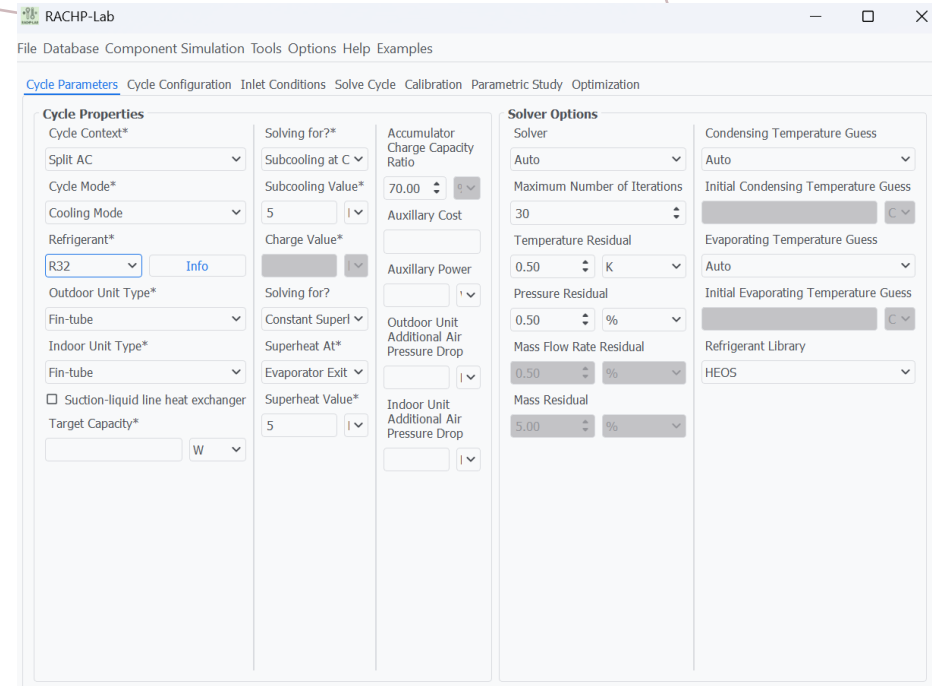 RACHP-Lab
File Database Component Simulation Tools Options Help Examples
Cycle Parameters Cycle Configuration Inlet Conditions Solve Cycle Calibration Parametric Study Optimization
Cycle Properties
Cycle Context*
Split AC
Cycle Mode*
Cooling Mode
Refrigerant*
R32 Info
Outdoor Unit Type*
Fin-tube
Indoor Unit Type*
Fin-tube
Suction-liquid line heat exchanger
Target Capacity*
W
Solving for?*
Subcooling at C
Subcooling Value*
5
Charge Value*
Solving for?
Constant Superl
Superheat At*
Evaporator Exit
Superheat Value*
5
Accumulator
Charge Capacity
Ratio
70.00
Auxillary Cost
Auxillary Power
Outdoor Unit
Additional Air
Pressure Drop
Indoor Unit
Additional Air
Pressure Drop
Solver Options
Solver
Auto
Maximum Number of Iterations
30
Temperature Residual
0.50 K
Pressure Residual
0.50 %
Mass Flow Rate Residual
0.50 %
Mass Residual
5.00 %
Condensing Temperature Guess
Auto
Initial Condensing Temperature Guess
C
Evaporating Temperature Guess
Auto
Initial Evaporating Temperature Guess
C
Refrigerant Library
HEOS